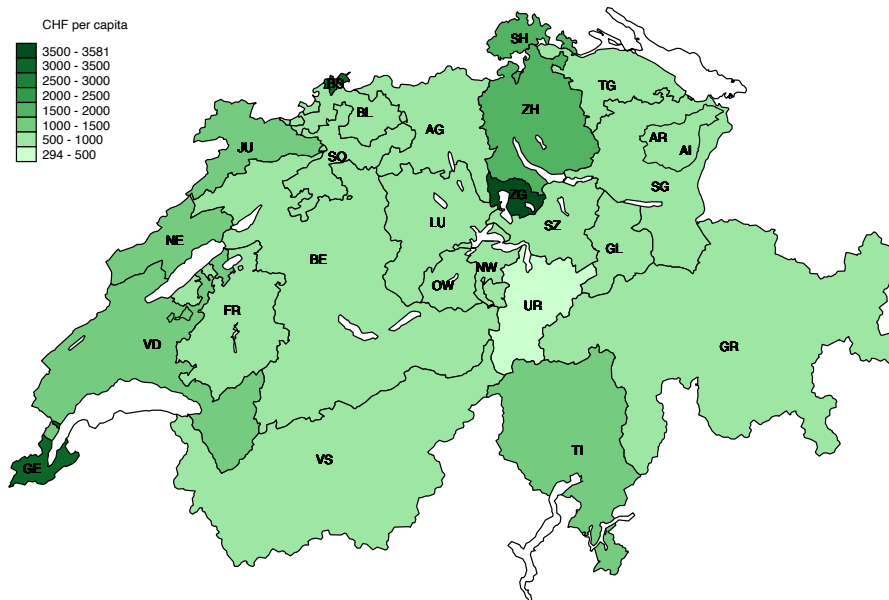 CHF per capita
3500 - 3581
3000 - 3500
2500 - 3000
2000 - 2500
1500 - 2000
1000 - 1500
500 - 1000
294 - 500
SH
BS
TG
BL
ZH
AG
AR
AI
JU
SO
SG
ZG
LU
SZ
NE
GL
BE
NW
OW
UR
FR
VD
GR
TI
VS
GE